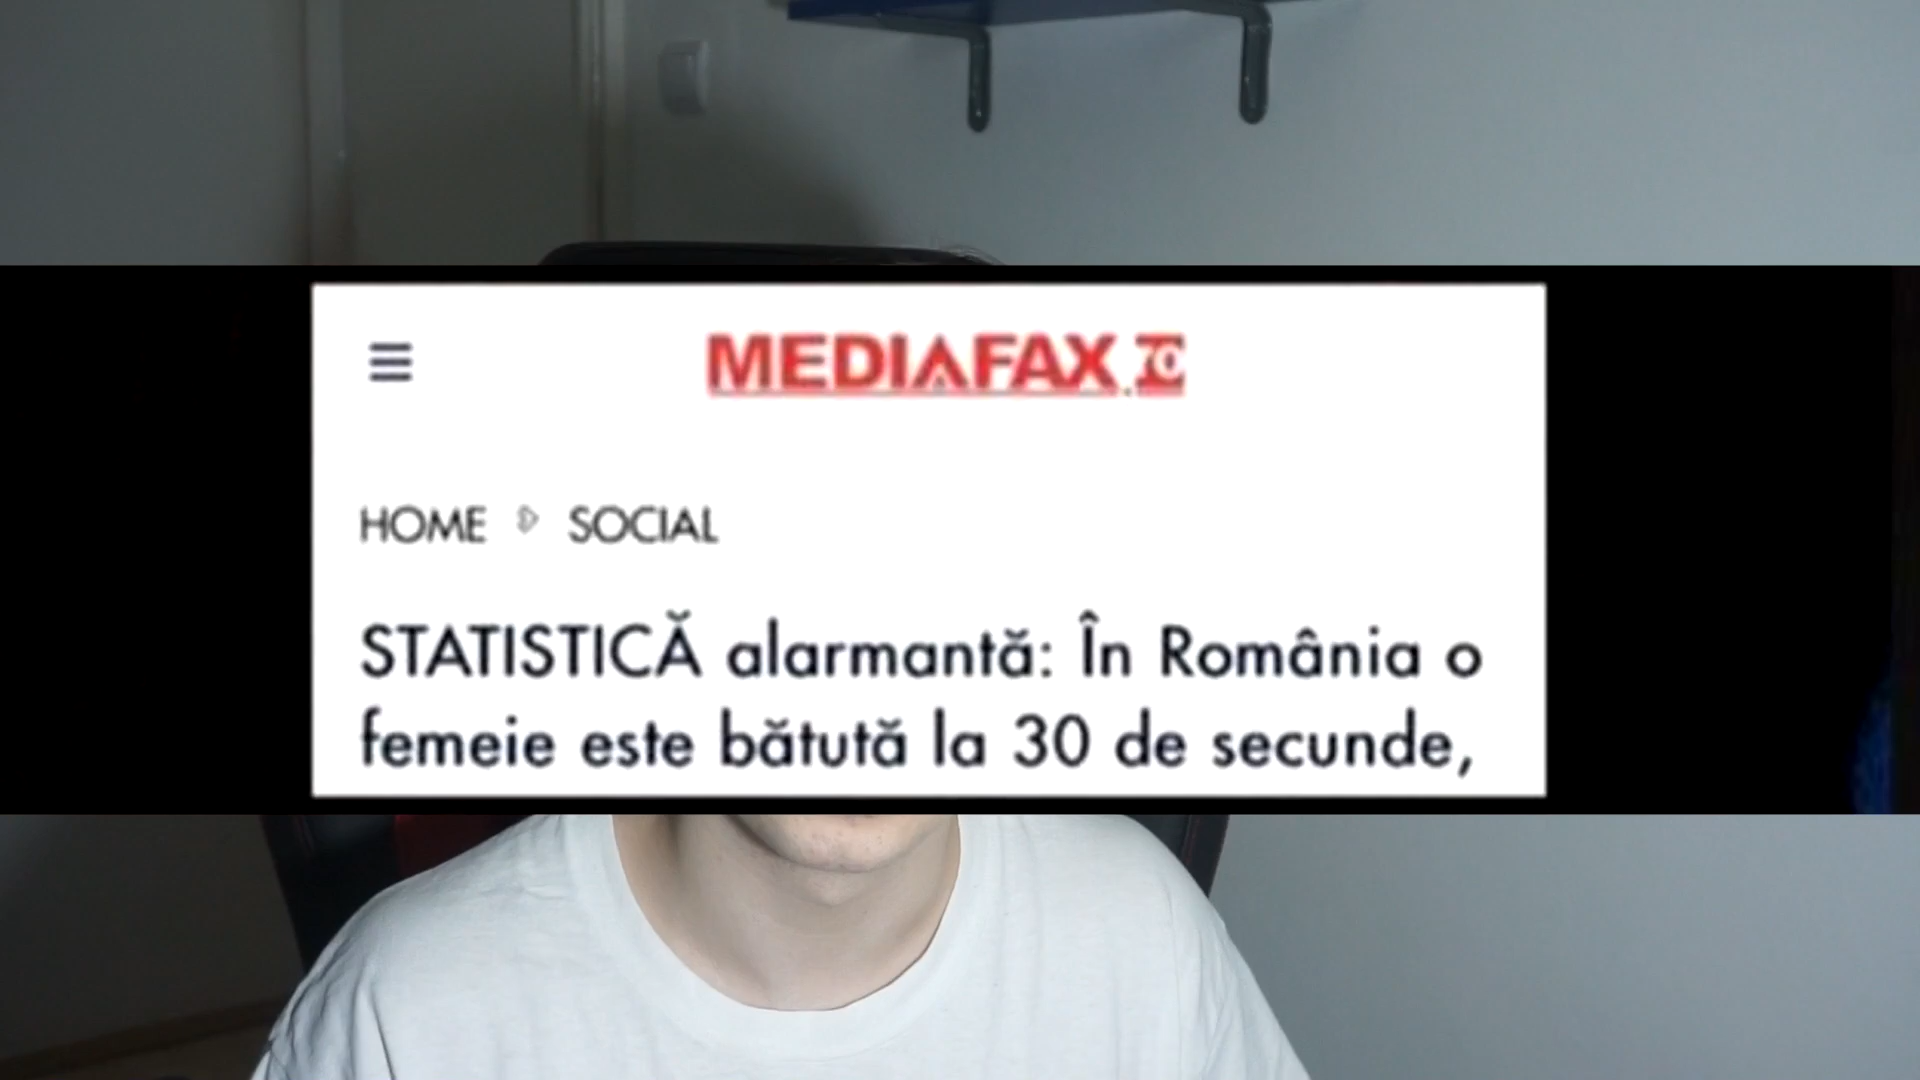 MEDIAFAX
HOME SOCIAL
STATISTICĂ alarmantă: În România o
femeie este bătută la 30 de secunde,